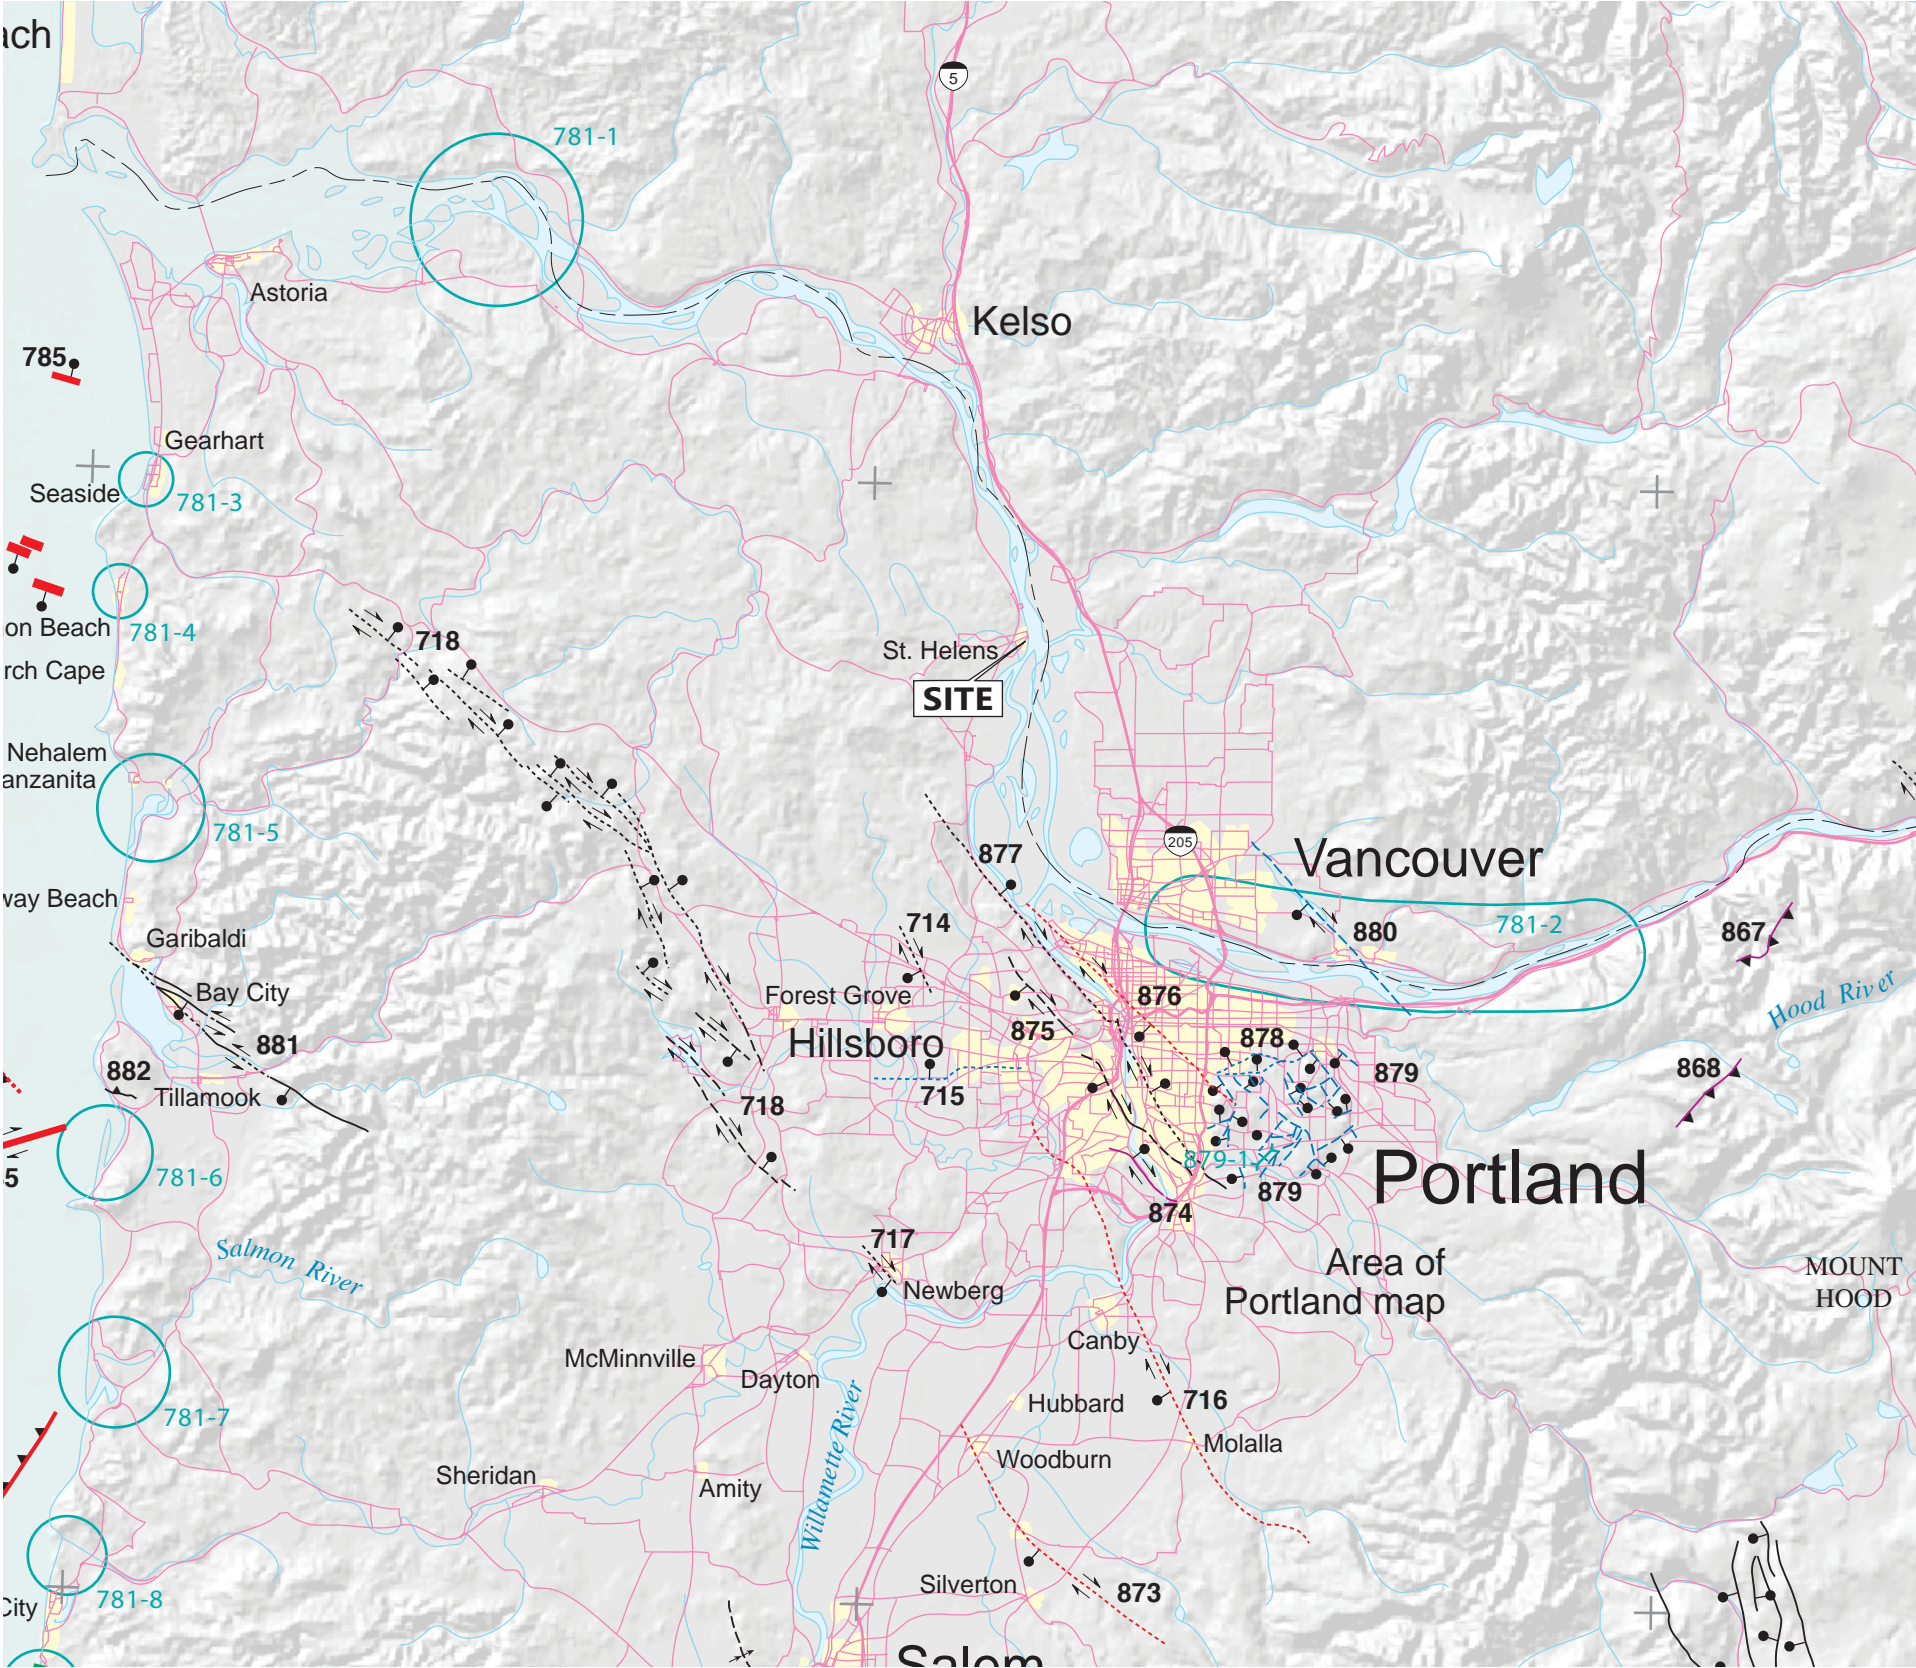 ach
5
781-1
Astoria
Kelso
785
Gearhart
Seaside
781-3
on Beach
781-4
718
St. Helens
rch Cape
SITE
Nehalem
anzanita
781-5
205
877
Vancouver
way Beach
714
781-2
880
867
Garibaldi
Bay City
Forest Grove
876
Hood River
875
881
Hillsboro
878
882
879
868
Tillamook
715
718
781-6
5
879-1
Portland
879
874
717
Salmon River
Area of
Portland map
MOUNT
HOOD
Newberg
Canby
McMinnville
Dayton
781-7
Hubbard
716
Willamette River
Molalla
Woodburn
Sheridan
Amity
Silverton
873
781-8
City
Salem